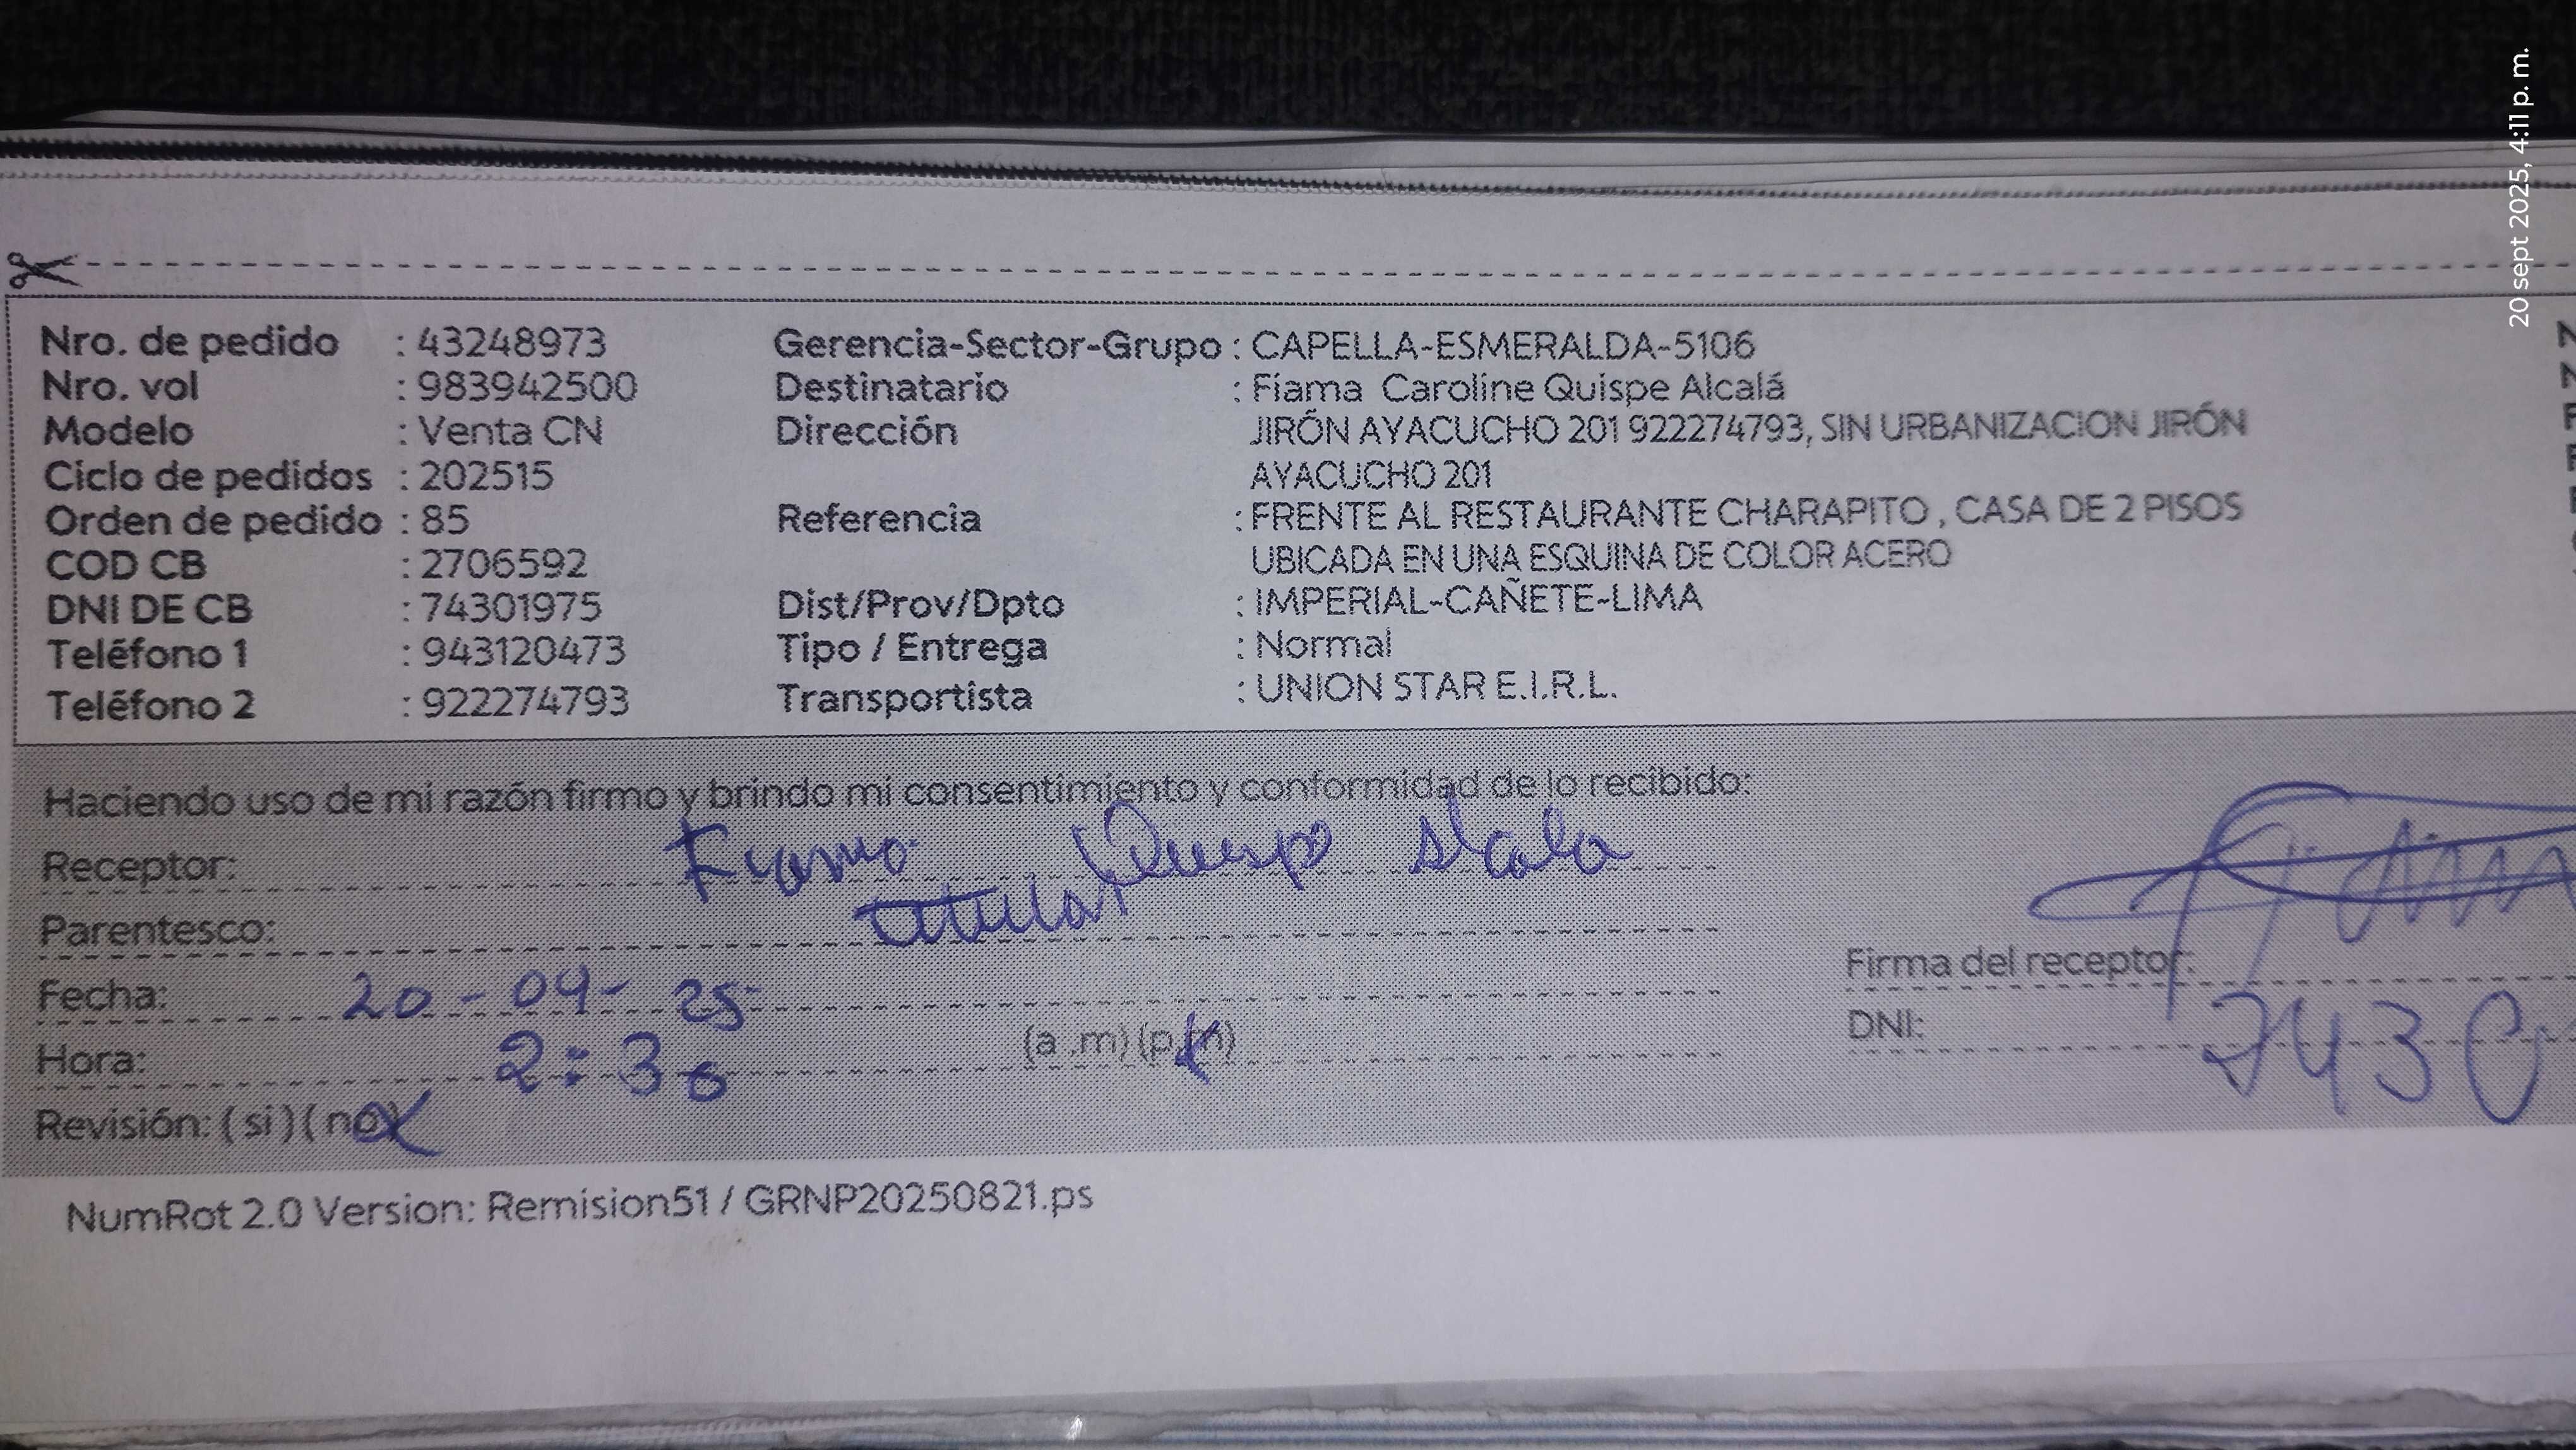 20 sept 2025, 4:11 p. m.
Nro. de pedido : 43248973 Gerencia-Sector-Grupo : CAPELLA-ESMERALDA-5106
Nro. vol : 983942500 Destinatario : Fiama Caroline Quispe Alcalá
Modelo : Venta CN Dirección JIRÓN AYACUCHO 201 922274793, SIN URBANIZACION JIRÓN
Ciclo de pedidos : 202515 AYACUCHO 201
Orden de pedido : 85 Referencia : FRENTE AL RESTAURANTE CHARAPITO , CASA DE 2 PISOS
COD CB : 2706592 UBICADA EN UNA ESQUINA DE COLOR ACERO
DNI DE CB : 74301975 Dist/Prov/Dpto : IMPERIAL-CAÑETE-LIMA
Teléfono 1 : 943120473 Tipo / Entrega : Normal
Teléfono 2 : 922274793 Transportista : UNION STAR E.I.R.L.
Haciendo uso de mi razón firmo y brindo mi consentimiento y conformidad de lo recibido:
Receptor: Fiama Quispe Alcala
Parentesco: titular
Firma del receptor:
Fecha: 20-09-25
DNI: 7430
Hora: 2:30 (a .m) (p.m)
Revisión: ( si ) ( no )
NumRot 2.0 Version: Remision51 / GRNP20250821.ps